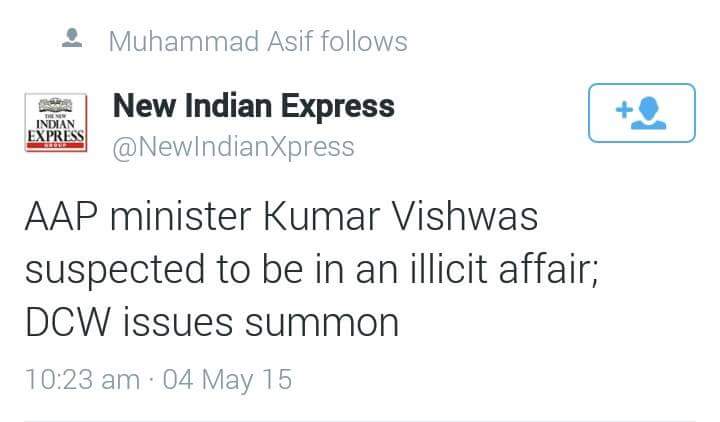 Muhammad Asif follows
New Indian Express
@NewIndianXpress
THE NEW
INDIAN
EXPRESS
GROUP
AAP minister Kumar Vishwas
suspected to be in an illicit affair;
DCW issues summon
10:23 am · 04 May 15